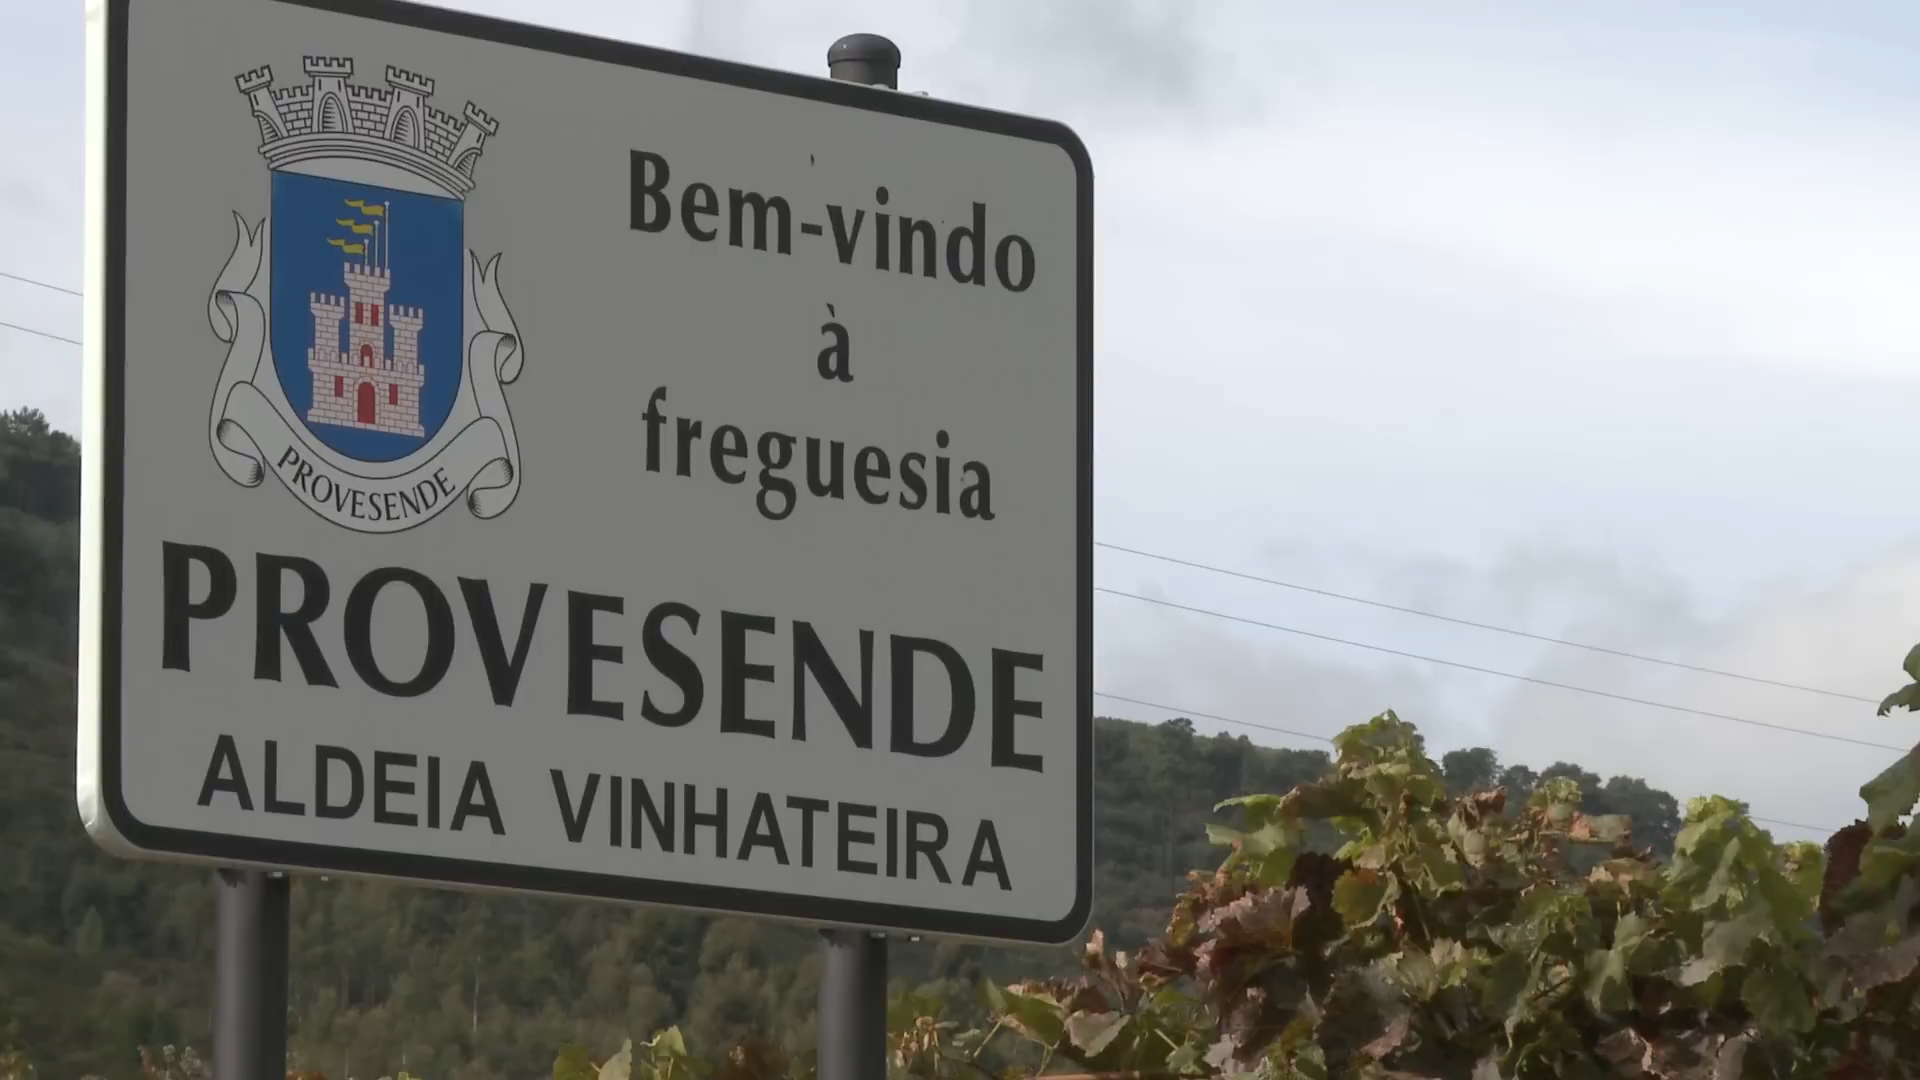 Bem-vindo
à
freguesia
PROVESENDE
PROVESENDE
ALDEIA VINHATEIRA